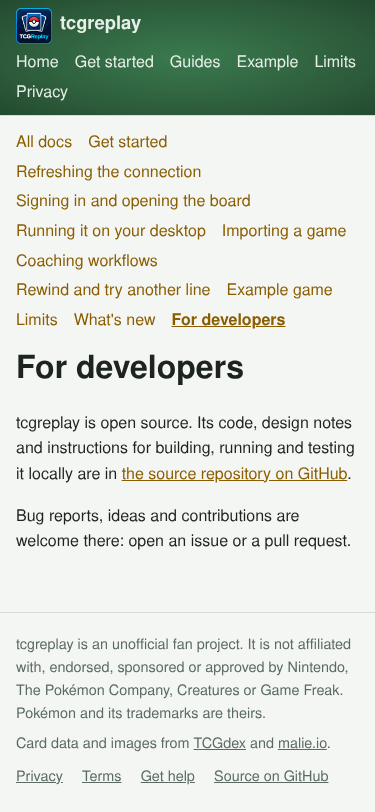 TCGReplay
tcgreplay
Home Get started Guides Example Limits
Privacy
All docs Get started
Refreshing the connection
Signing in and opening the board
Running it on your desktop Importing a game
Coaching workflows
Rewind and try another line Example game
Limits What's new For developers
For developers
tcgreplay is open source. Its code, design notes
and instructions for building, running and testing
it locally are in the source repository on GitHub.
Bug reports, ideas and contributions are
welcome there: open an issue or a pull request.
tcgreplay is an unofficial fan project. It is not affiliated
with, endorsed, sponsored or approved by Nintendo,
The Pokémon Company, Creatures or Game Freak.
Pokémon and its trademarks are theirs.
Card data and images from TCGdex and malie.io.
Privacy Terms Get help Source on GitHub